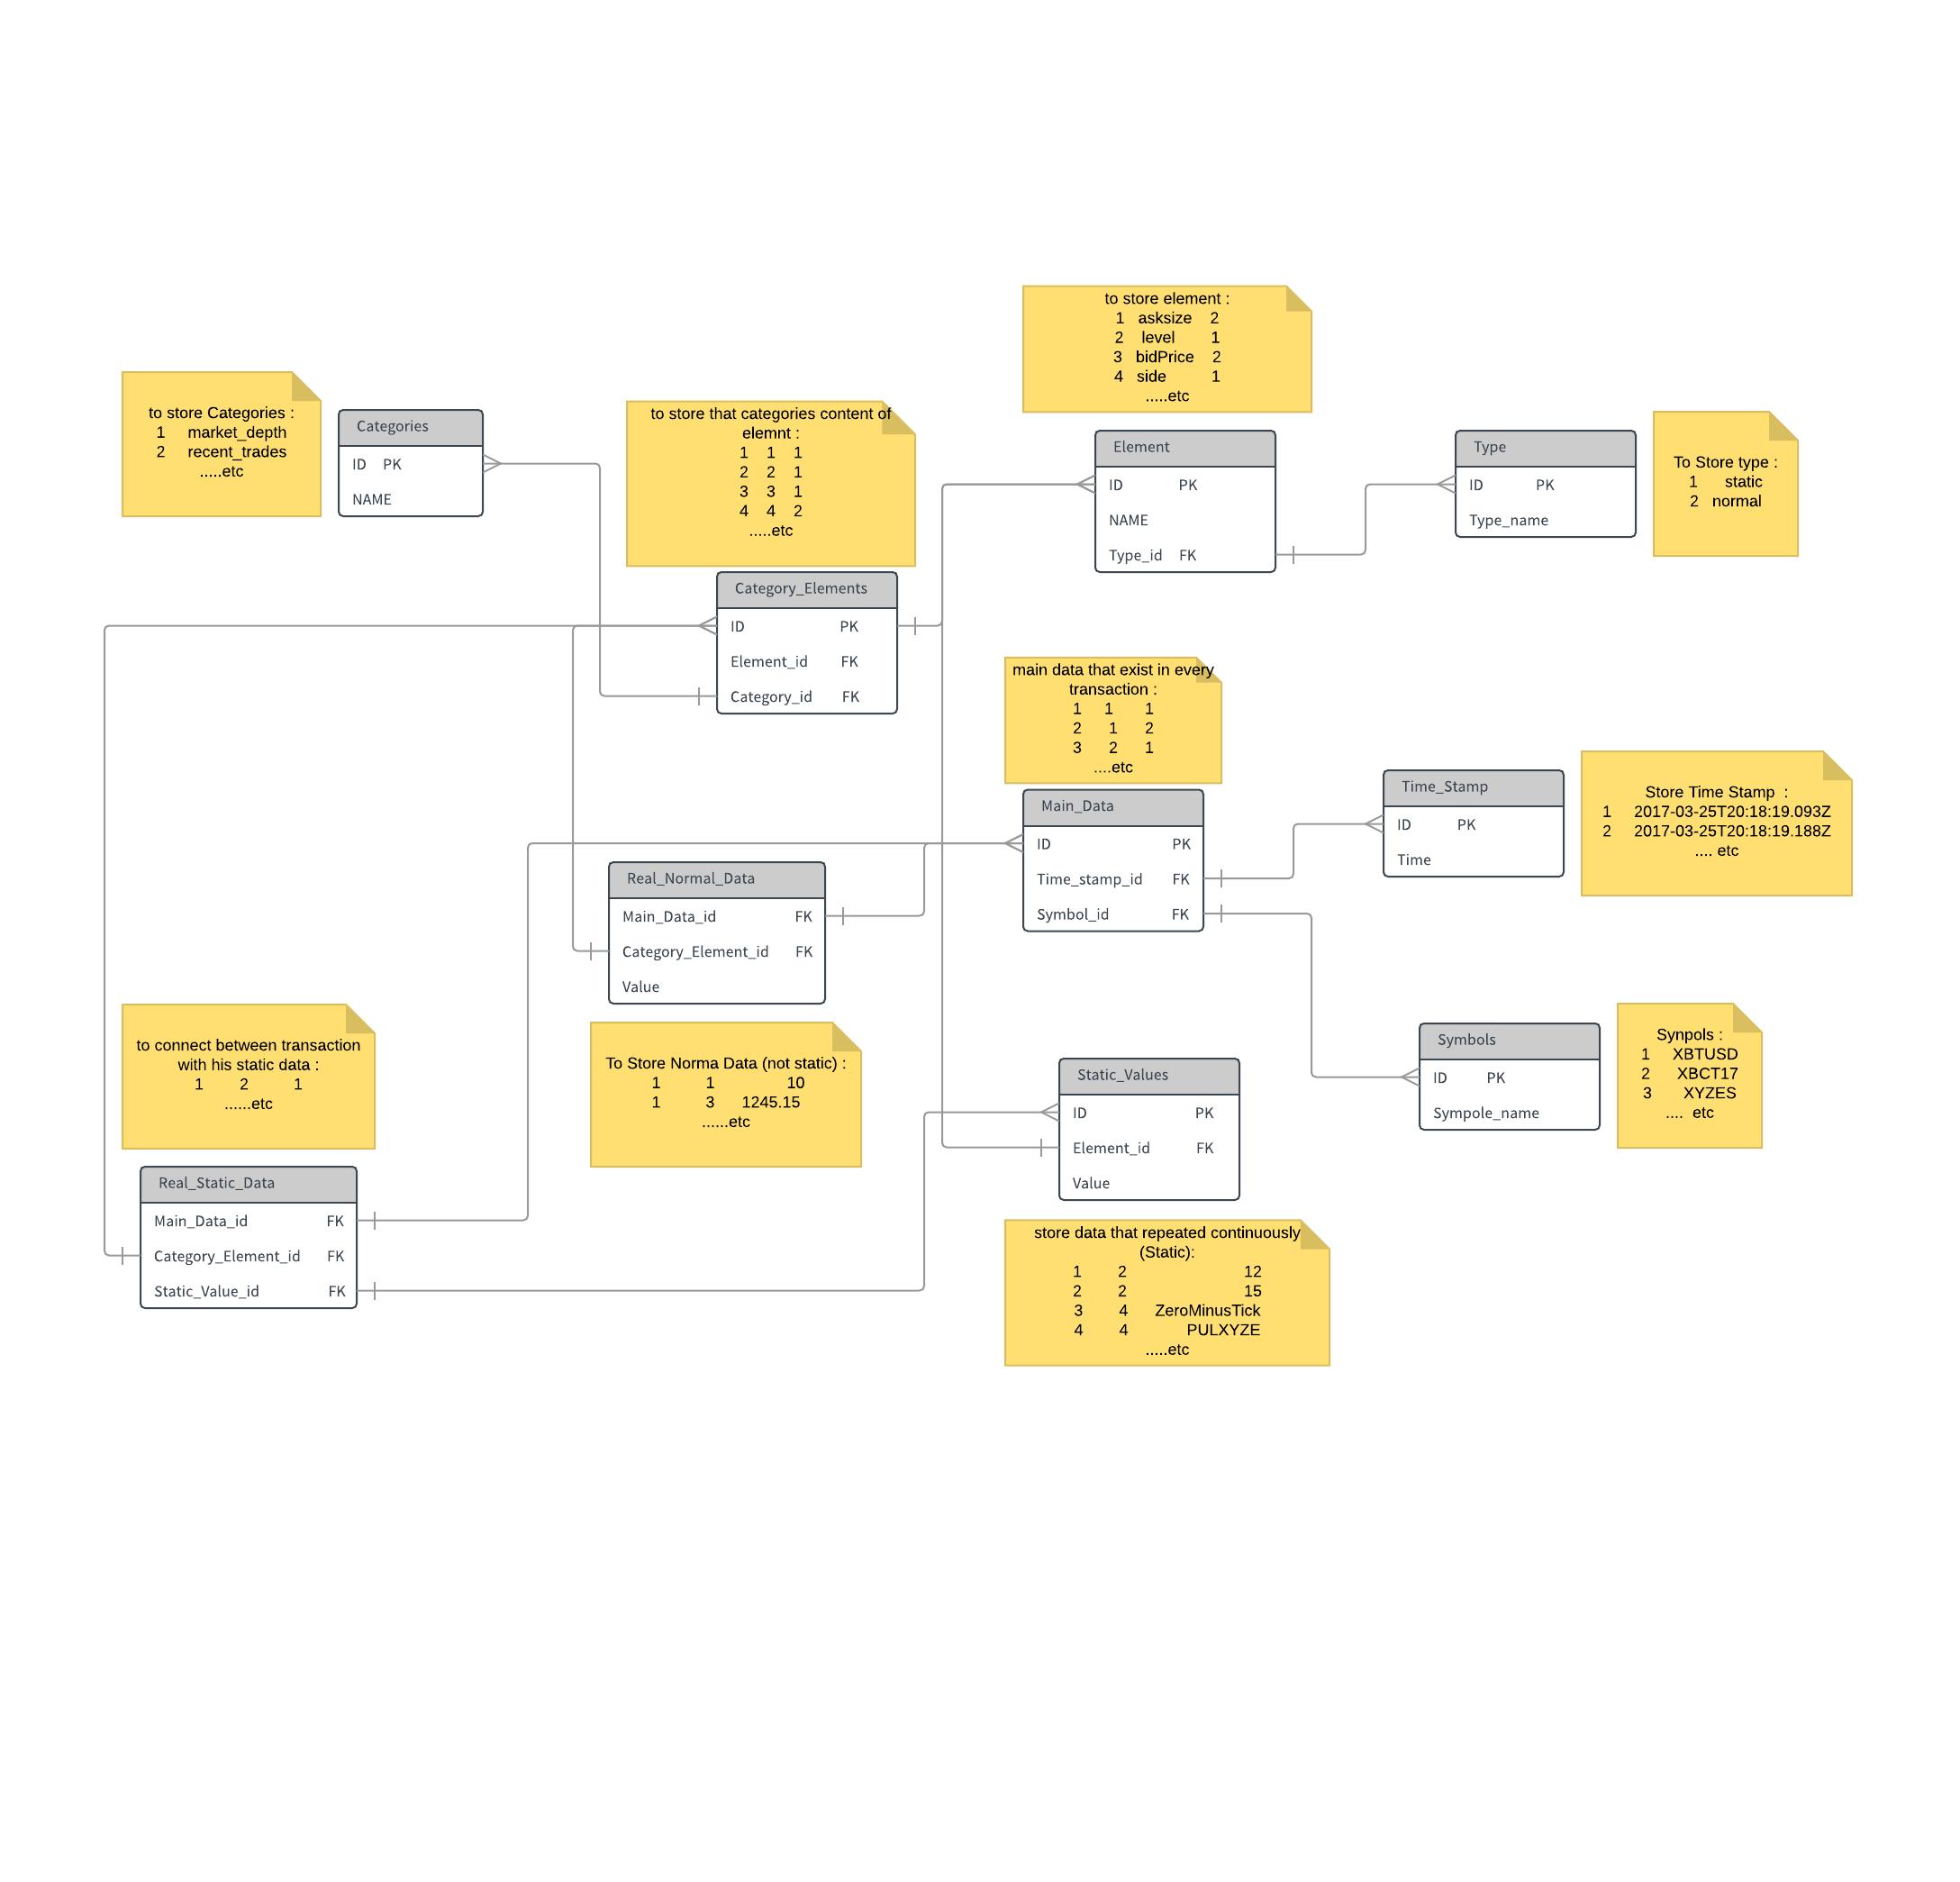 to store element :
1 asksize 2
2 level 1
3 bidPrice 2
4 side 1
.....etc
to store Categories :
1 market_depth
2 recent_trades
.....etc
Categories
ID PK
NAME
to store that categories content of
elemnt :
1 1 1
2 2 1
3 3 1
4 4 2
.....etc
Element
ID PK
NAME
Type_id FK
Type
ID PK
Type_name
To Store type :
1 static
2 normal
Category_Elements
ID PK
Element_id FK
Category_id FK
main data that exist in every
transaction :
1 1 1
2 1 2
3 2 1
....etc
Main_Data
ID PK
Time_stamp_id FK
Symbol_id FK
Time_Stamp
ID PK
Time
Store Time Stamp :
1 2017-03-25T20:18:19.093Z
2 2017-03-25T20:18:19.188Z
.... etc
Real_Normal_Data
Main_Data_id FK
Category_Element_id FK
Value
to connect between transaction
with his static data :
1 2 1
......etc
To Store Norma Data (not static) :
1 1 10
1 3 1245.15
......etc
Static_Values
ID PK
Element_id FK
Value
Symbols
ID PK
Sympole_name
Synpols :
1 XBTUSD
2 XBCT17
3 XYZES
.... etc
Real_Static_Data
Main_Data_id FK
Category_Element_id FK
Static_Value_id FK
store data that repeated continuously
(Static):
1 2 12
2 2 15
3 4 ZeroMinusTick
4 4 PULXYZE
.....etc